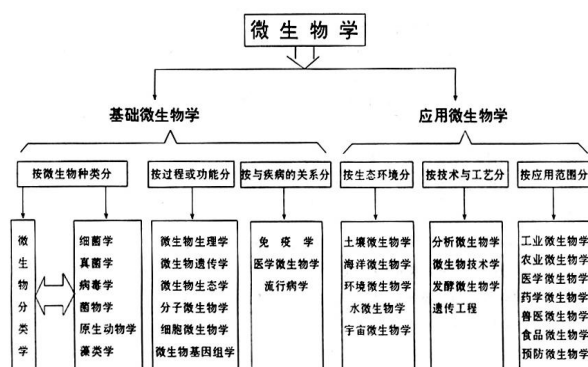 微生物学
基础微生物学
应用微生物学
按微生物种类分
按过程或功能分
按与疾病的关系分
按生态环境分
按技术与工艺分
按应用范围分
微生物分类学
细菌学
真菌学
病毒学
菌物学
原生动物学
藻类学
微生物生理学
微生物遗传学
微生物生态学
分子微生物学
细胞微生物学
微生物基因组学
免疫学
医学微生物学
流行病学
土壤微生物学
海洋微生物学
环境微生物学
水微生物学
宇宙微生物学
分析微生物学
微生物技术学
发酵微生物学
遗传工程
工业微生物学
农业微生物学
医学微生物学
药学微生物学
兽医微生物学
食品微生物学
预防微生物学